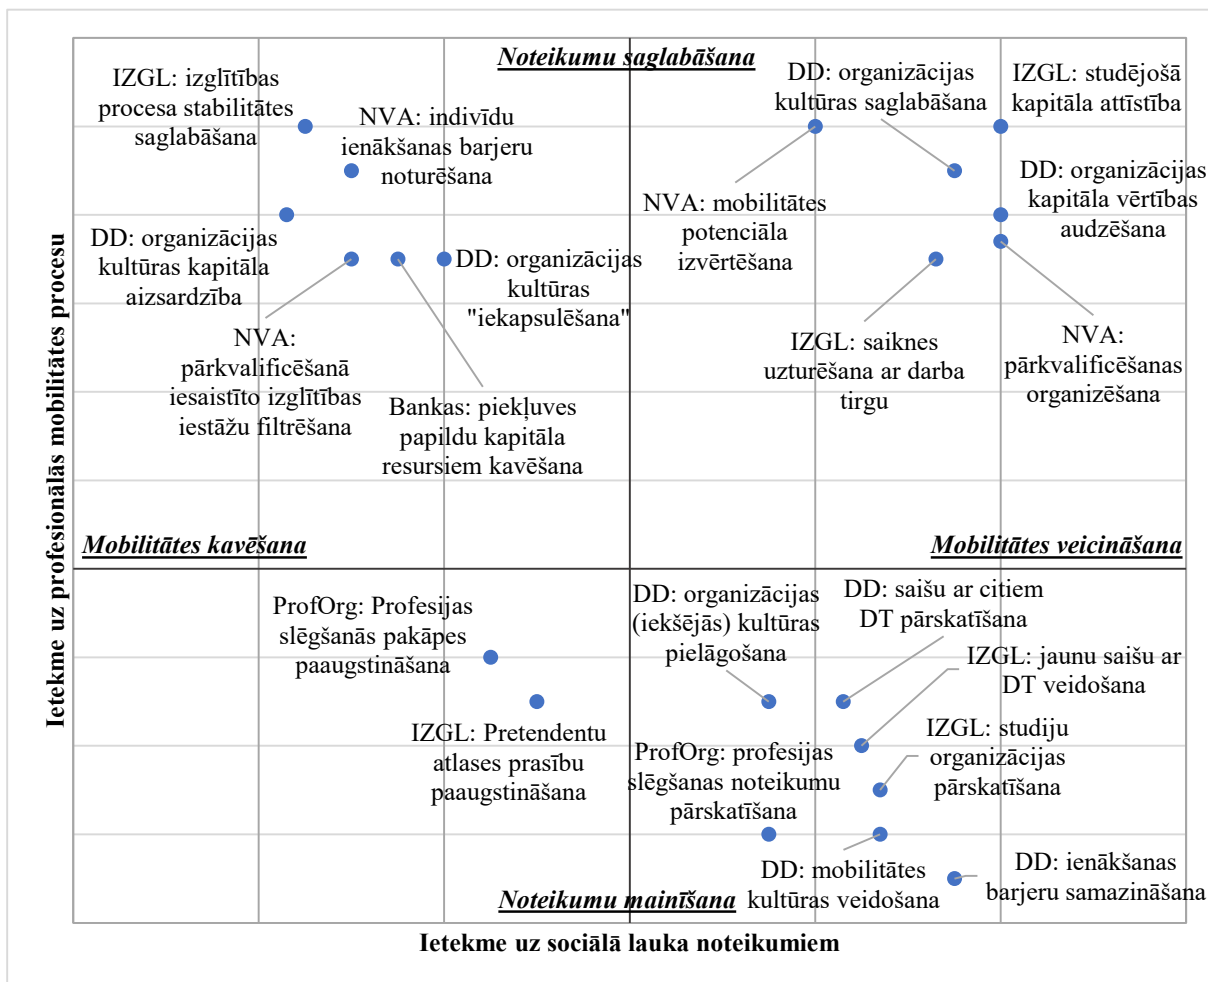 Noteikumu saglabāšana
IZGL: izglītības
procesa stabilitātes
saglabāšana
NVA: indivīdu
ienākšanas barjeru
noturēšana
DD: organizācijas
kultūras kapitāla
aizsardzība
DD: organizācijas
kultūras
"iekapsulēšana"
NVA:
pārkvalificēšanā
iesaistīto izglītības
iestāžu filtrēšana
Bankas: piekļuves
papildu kapitāla
resursiem kavēšana
DD: organizācijas
kultūras saglabāšana
IZGL: studējošā
kapitāla attīstība
NVA: mobilitātes
potenciāla
izvērtēšana
DD: organizācijas
kapitāla vērtības
audzēšana
IZGL: saiknes
uzturēšana ar darba
tirgu
NVA:
pārkvalificēšanas
organizēšana
Ietekme uz profesionālās mobilitātes procesu
Mobilitātes kavēšana
Mobilitātes veicināšana
ProfOrg: Profesijas
slēgšanās pakāpes
paaugstināšana
IZGL: Pretendentu
atlases prasību
paaugstināšana
DD: organizācijas
(iekšējās) kultūras
pielāgošana
DD: saišu ar citiem
DT pārskatīšana
IZGL: jaunu saišu ar
DT veidošana
IZGL: studiju
organizācijas
pārskatīšana
ProfOrg: profesijas
slēgšanas noteikumu
pārskatīšana
DD: mobilitātes
kultūras veidošana
DD: ienākšanas
barjeru samazināšana
Noteikumu mainīšana
Ietekme uz sociālā lauka noteikumiem